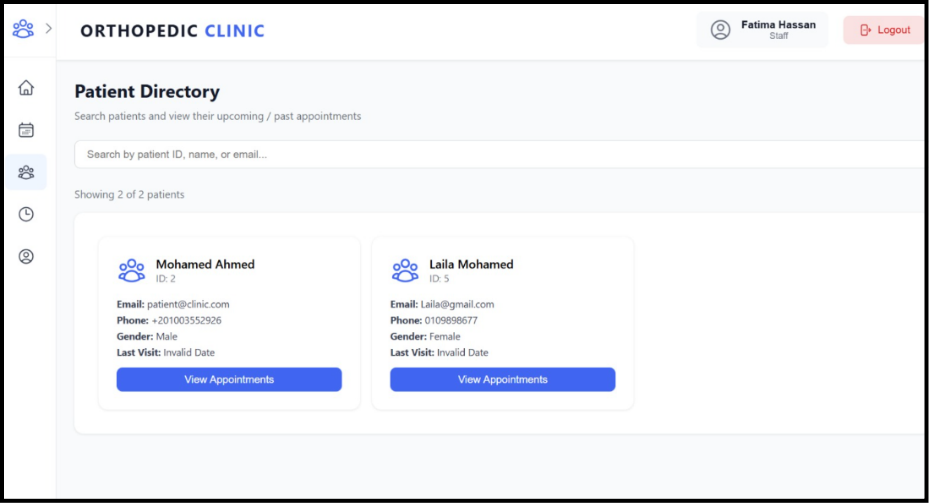 ORTHOPEDIC CLINIC
Fatima Hassan
Staff
Logout
Patient Directory
Search patients and view their upcoming / past appointments
Search by patient ID, name, or email...
Showing 2 of 2 patients
Mohamed Ahmed
ID: 2
Email: patient@clinic.com
Phone: +201003552926
Gender: Male
Last Visit: Invalid Date
View Appointments
Laila Mohamed
ID: 5
Email: Laila@gmail.com
Phone: 0109898677
Gender: Female
Last Visit: Invalid Date
View Appointments